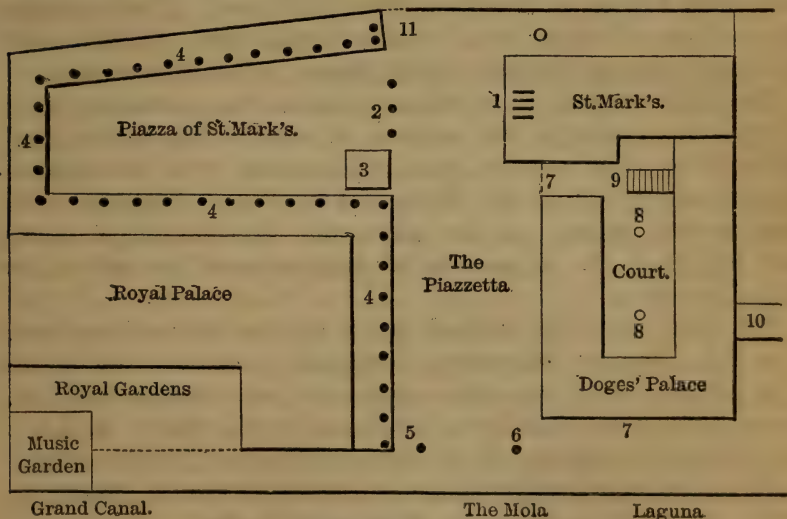 11
4
1
St. Mark's.
2
Piazza of St. Mark's.
4
3
7
9
4
8
The
Piazzetta
Court.
Royal Palace
4
10
8
Royal Gardens
Doges' Palace
5
6
7
Music
Garden
Grand Canal.
The Mola
Laguna